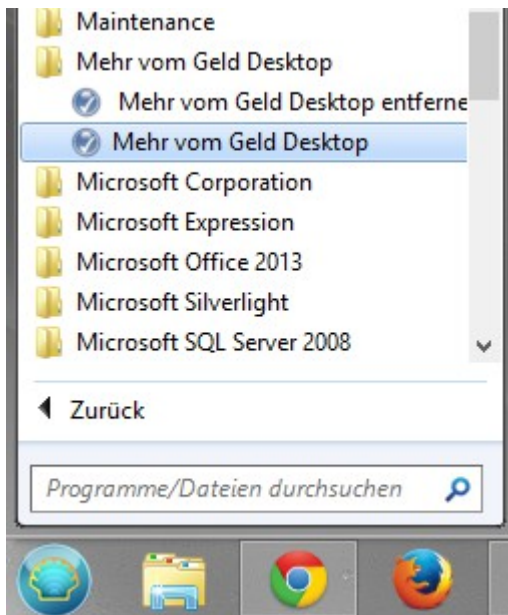 Maintenance
Mehr vom Geld Desktop
Mehr vom Geld Desktop entferne
Mehr vom Geld Desktop
Microsoft Corporation
Microsoft Expression
Microsoft Office 2013
Microsoft Silverlight
Microsoft SQL Server 2008
Zurück
Programme/Dateien durchsuchen